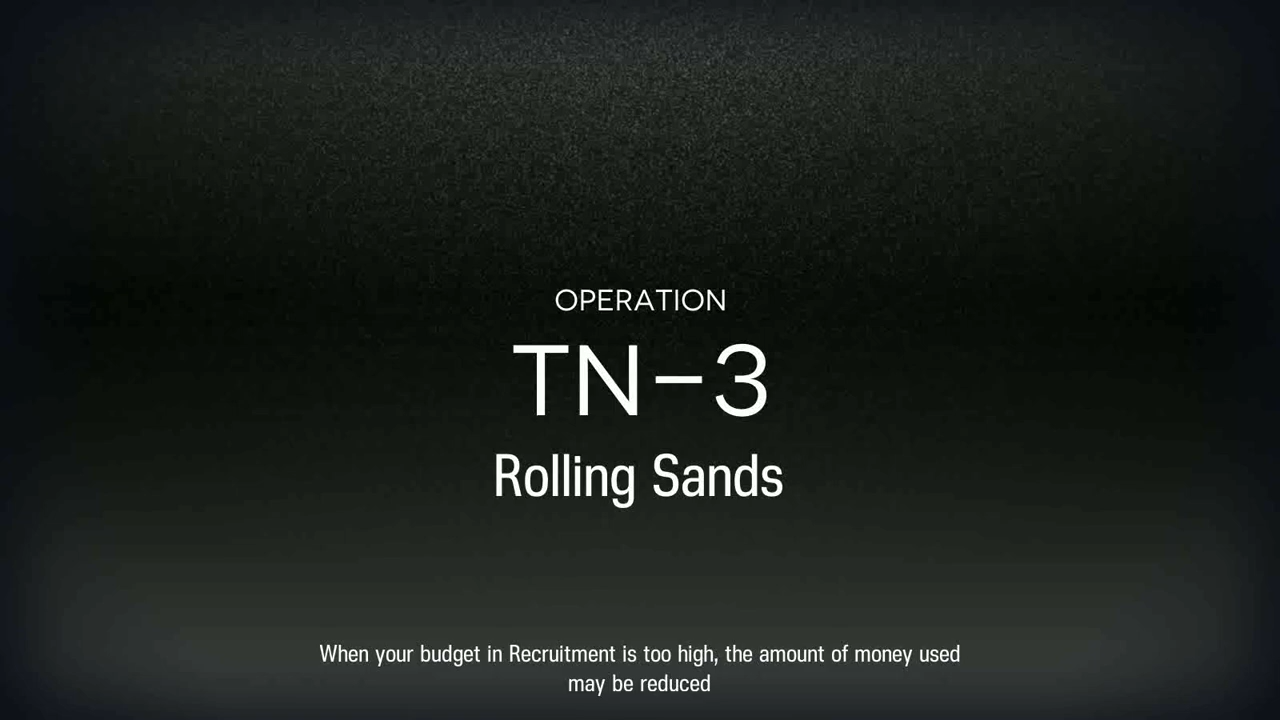 OPERATION
TN-3
Rolling Sands
When your budget in Recruitment is too high, the amount of money used
may be reduced